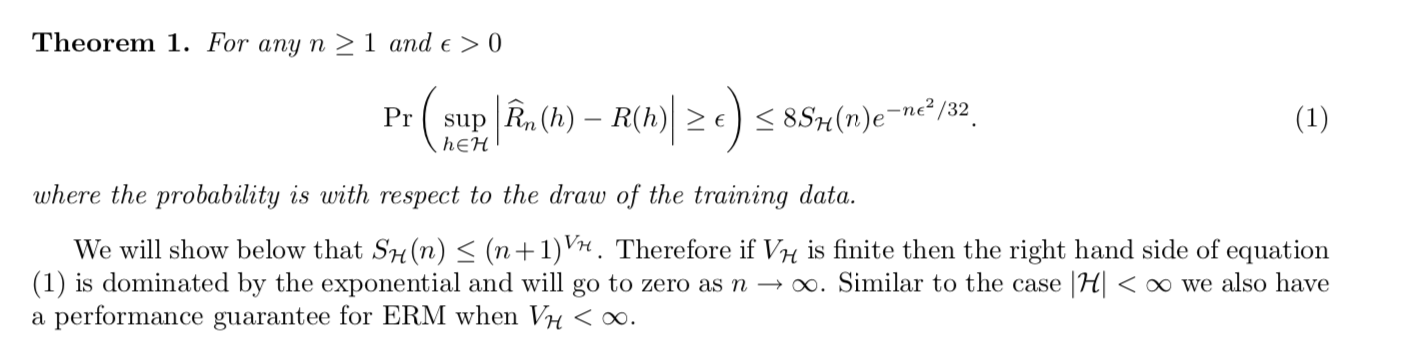 Theorem 1. For any n ≥ 1 and ϵ > 0
Pr ( sup_{h∈ℋ} |R̂_n(h) − R(h)| ≥ ϵ ) ≤ 8S_ℋ(n)e^{−nϵ²/32}. (1)
where the probability is with respect to the draw of the training data.
We will show below that S_ℋ(n) ≤ (n+1)^{V_ℋ}. Therefore if V_ℋ is finite then the right hand side of equation
(1) is dominated by the exponential and will go to zero as n → ∞. Similar to the case |ℋ| < ∞ we also have
a performance guarantee for ERM when V_ℋ < ∞.